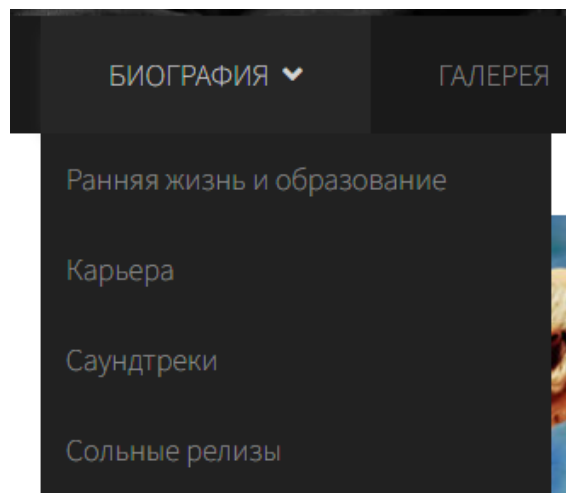 БИОГРАФИЯ ГАЛЕРЕЯ
Ранняя жизнь и образование
Карьера
Саундтреки
Сольные релизы